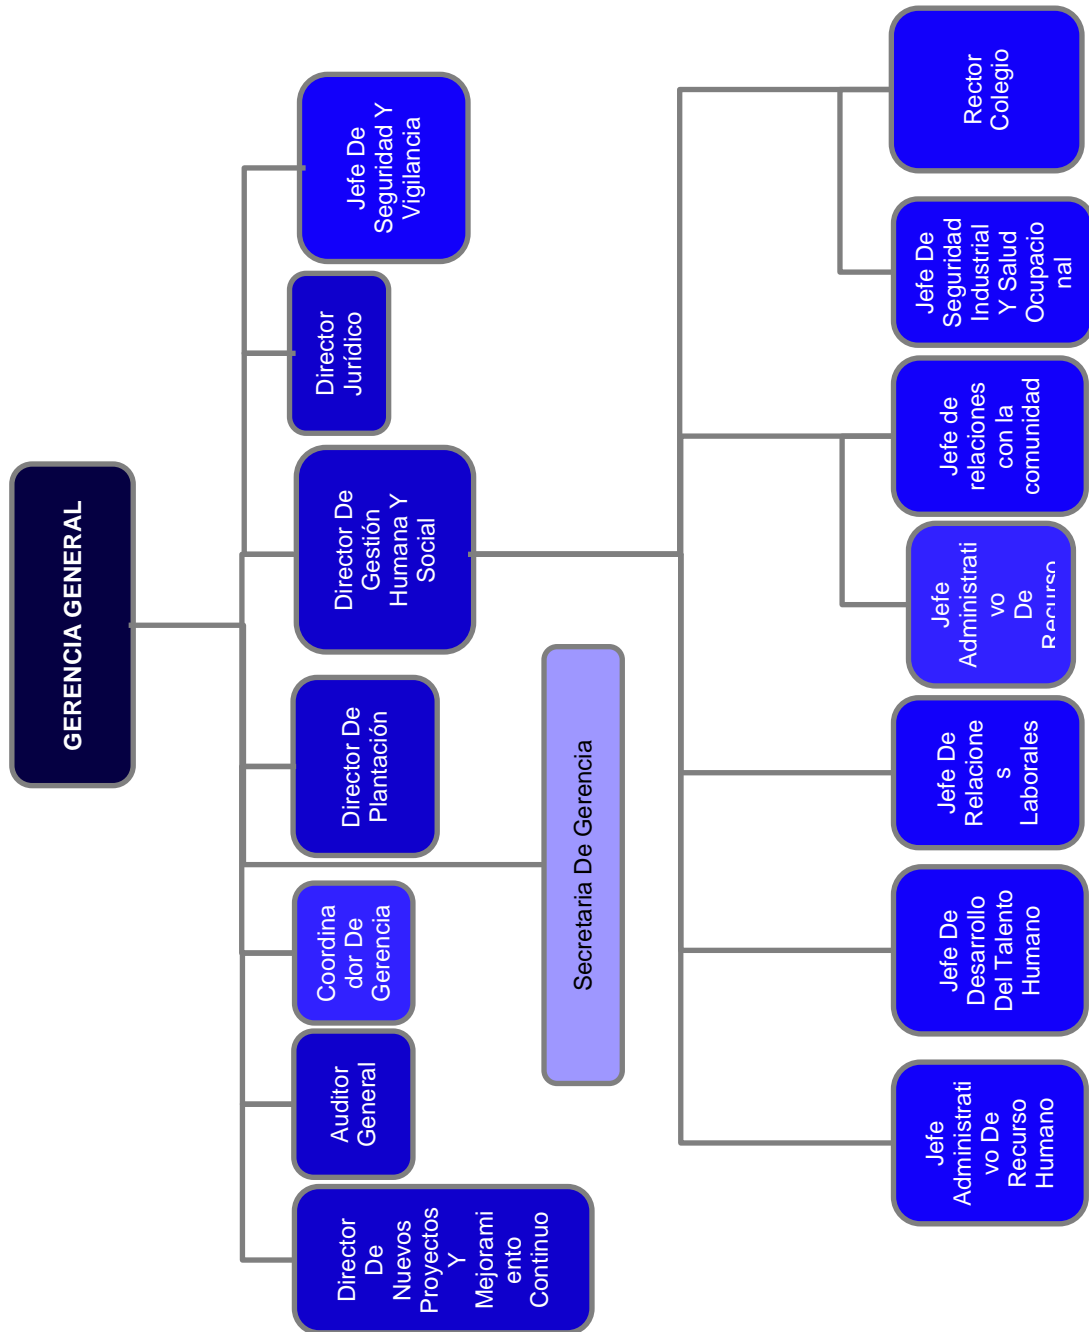 GERENCIA GENERAL
Director
De
Nuevos
Proyectos
Y
Mejorami
ento
Continuo
Auditor
General
Coordina
dor De
Gerencia
Director De
Plantación
Director De
Gestión
Humana Y
Social
Director
Jurídico
Jefe De
Seguridad Y
Vigilancia
Secretaria De Gerencia
Jefe
Administrati
vo De
Recurso
Humano
Jefe De
Desarrollo
Del Talento
Humano
Jefe De
Relacione
s
Laborales
Jefe
Administrati
vo
De
Recurso
Jefe de
relaciones
con la
comunidad
Jefe De
Seguridad
Industrial
Y Salud
Ocupacio
nal
Rector
Colegio